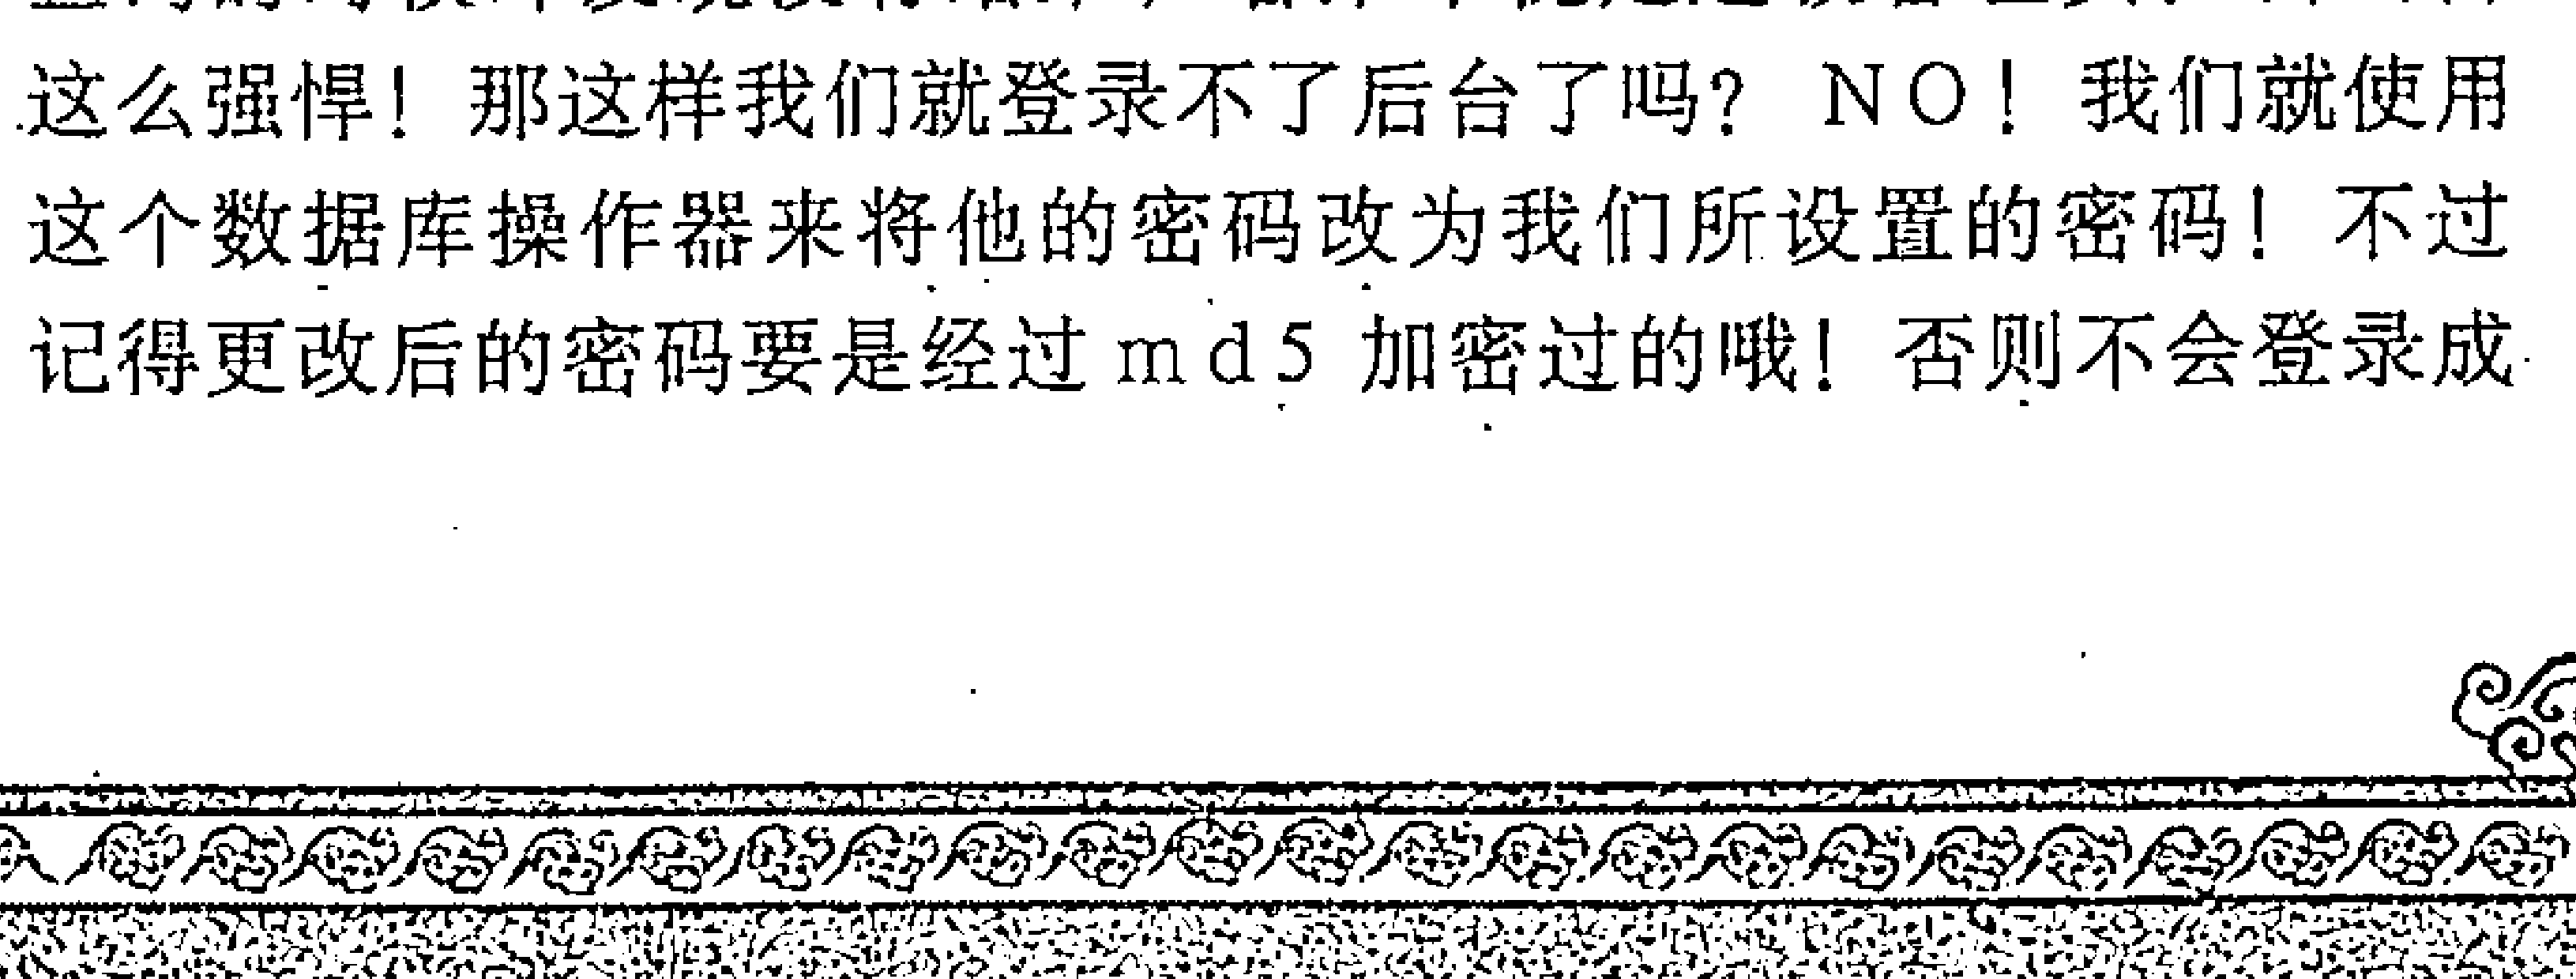 这么强悍！那这样我们就登录不了后台了吗？NO！我们就使用
这个数据库操作器来将他的密码改为我们所设置的密码！不过
记得更改后的密码要是经过md5加密过的哦！否则不会登录成